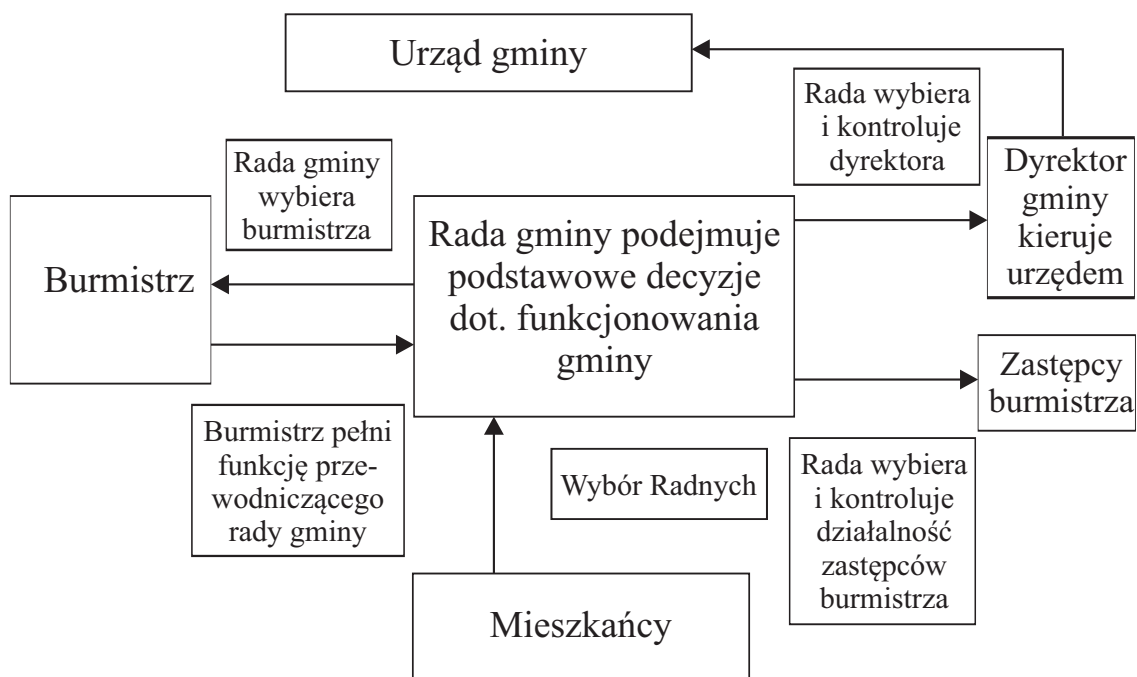 Urząd gminy
Rada wybiera
i kontroluje
dyrektora
Rada gminy
wybiera
burmistrza
Dyrektor
gminy
kieruje
urzędem
Burmistrz
Rada gminy podejmuje
podstawowe decyzje
dot. funkcjonowania
gminy
Zastępcy
burmistrza
Burmistrz pełni
funkcję prze-
wodniczącego
rady gminy
Wybór Radnych
Rada wybiera
i kontroluje
działalność
zastępców
burmistrza
Mieszkańcy